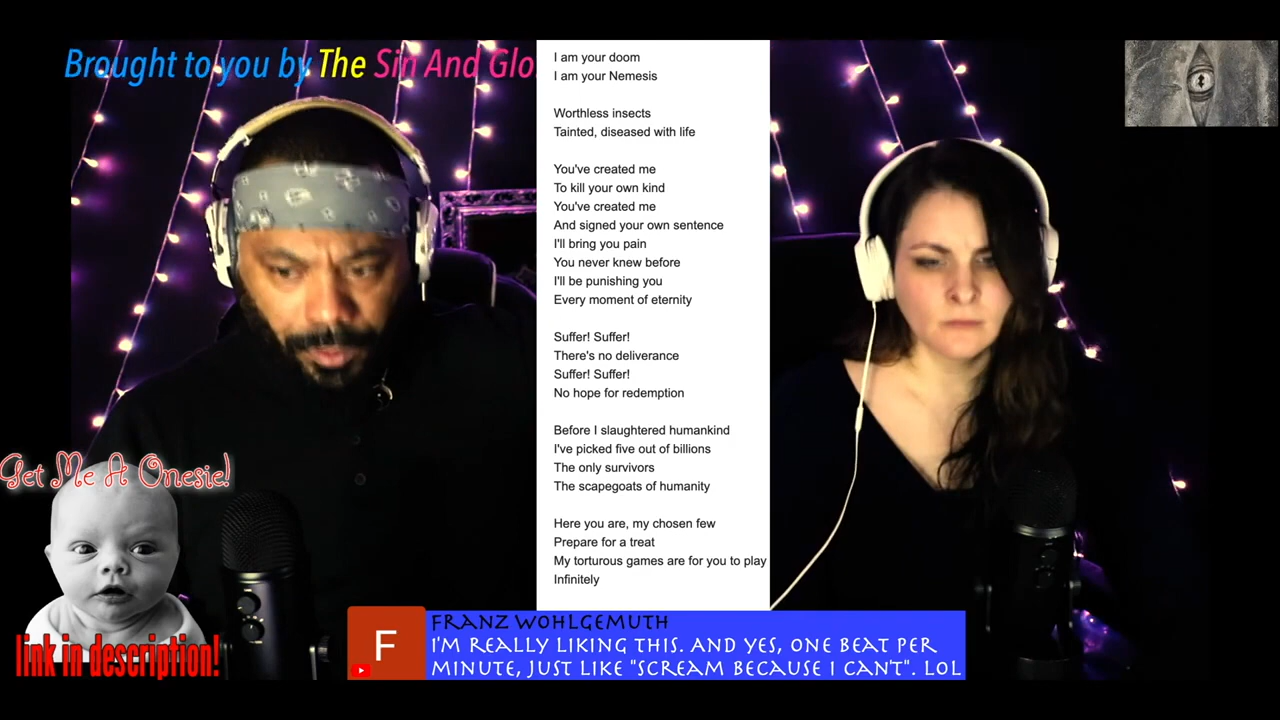 Brought to you by The Sin And Glo
I am your doom
I am your Nemesis
Worthless insects
Tainted, diseased with life
You've created me
To kill your own kind
You've created me
And signed your own sentence
I'll bring you pain
You never knew before
I'll be punishing you
Every moment of eternity
Suffer! Suffer!
There's no deliverance
Suffer! Suffer!
No hope for redemption
Before I slaughtered humankind
I've picked five out of billions
The only survivors
The scapegoats of humanity
Here you are, my chosen few
Prepare for a treat
My torturous games are for you to play
Infinitely
Get Me A Onesie!
link in description!
F
FRANZ WOHLGEMUTH
I'M REALLY LIKING THIS. AND YES, ONE BEAT PER
MINUTE, JUST LIKE "SCREAM BECAUSE I CAN'T". LOL